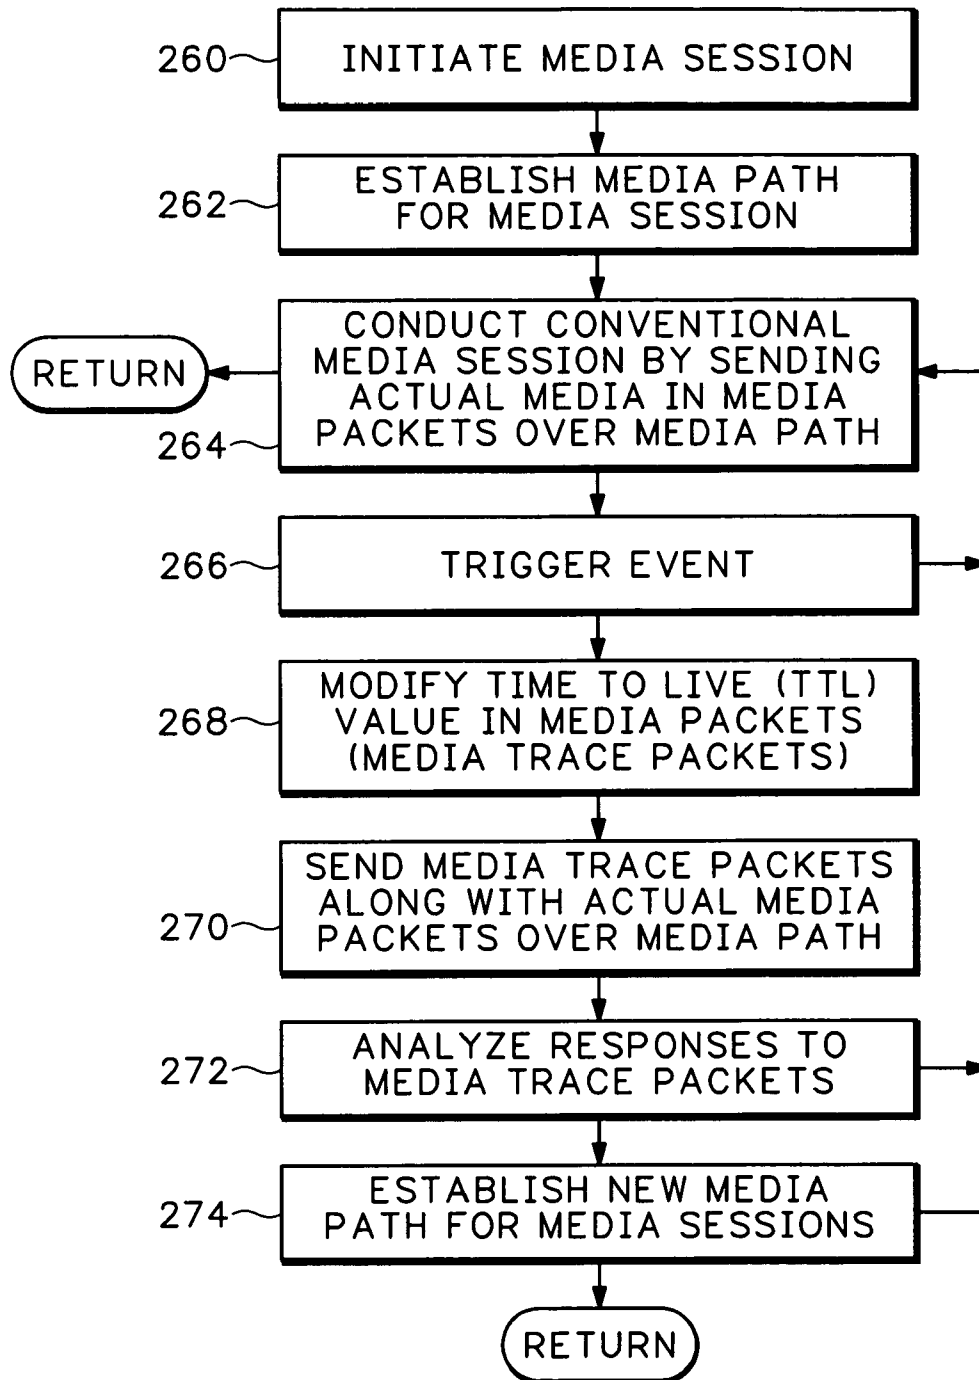 260
INITIATE MEDIA SESSION
262
ESTABLISH MEDIA PATH
FOR MEDIA SESSION
RETURN
264
CONDUCT CONVENTIONAL
MEDIA SESSION BY SENDING
ACTUAL MEDIA IN MEDIA
PACKETS OVER MEDIA PATH
266
TRIGGER EVENT
268
MODIFY TIME TO LIVE (TTL)
VALUE IN MEDIA PACKETS
(MEDIA TRACE PACKETS)
270
SEND MEDIA TRACE PACKETS
ALONG WITH ACTUAL MEDIA
PACKETS OVER MEDIA PATH
272
ANALYZE RESPONSES TO
MEDIA TRACE PACKETS
274
ESTABLISH NEW MEDIA
PATH FOR MEDIA SESSIONS
RETURN